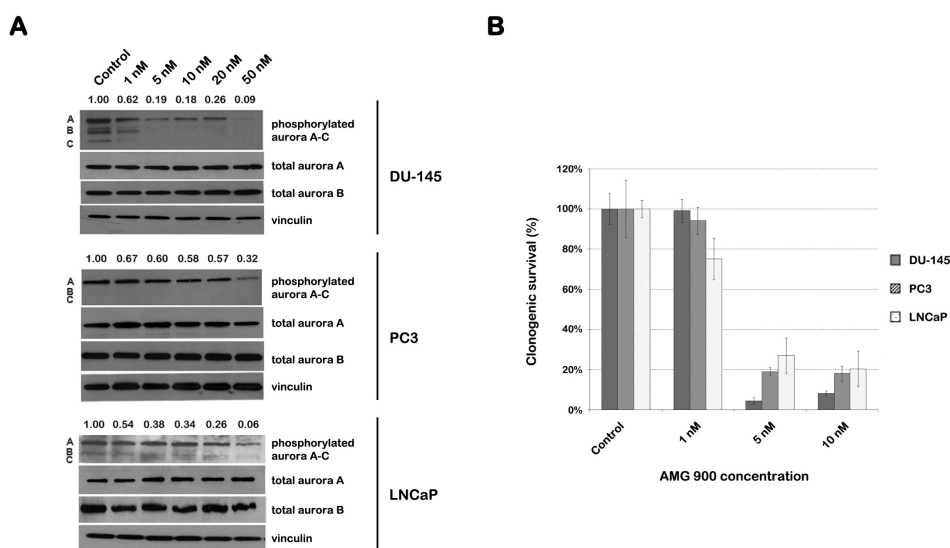 A
B
Control 1 nM 5 nM 10 nM 20 nM 50 nM
1.00 0.62 0.19 0.18 0.26 0.09
A
B
C
phosphorylated
aurora A-C
total aurora A
total aurora B
vinculin
DU-145
1.00 0.67 0.60 0.58 0.57 0.32
A
B
C
phosphorylated
aurora A-C
total aurora A
total aurora B
vinculin
PC3
1.00 0.54 0.38 0.34 0.26 0.06
A
B
C
phosphorylated
aurora A-C
total aurora A
total aurora B
vinculin
LNCaP
Clonogenic survival (%)
120%
100%
80%
60%
40%
20%
0%
Control 1 nM 5 nM 10 nM
AMG 900 concentration
DU-145
PC3
LNCaP